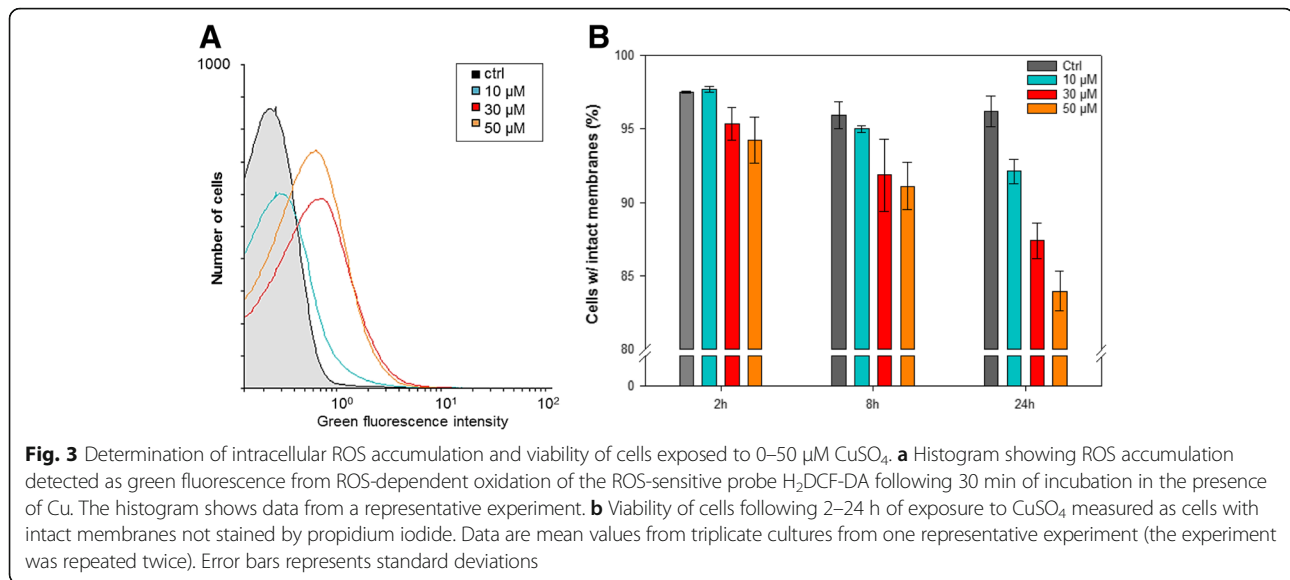 A
1000
ctrl
10 µM
30 µM
50 µM
Number of cells
10⁰
10¹
10²
Green fluorescence intensity
B
100
95
90
85
80
0
Cells w/ intact membranes (%)
Ctrl
10 µM
30 µM
50 µM
2h
8h
24h
Fig. 3 Determination of intracellular ROS accumulation and viability of cells exposed to 0–50 µM CuSO₄. a Histogram showing ROS accumulation
detected as green fluorescence from ROS-dependent oxidation of the ROS-sensitive probe H₂DCF-DA following 30 min of incubation in the presence
of Cu. The histogram shows data from a representative experiment. b Viability of cells following 2–24 h of exposure to CuSO₄ measured as cells with
intact membranes not stained by propidium iodide. Data are mean values from triplicate cultures from one representative experiment (the experiment
was repeated twice). Error bars represents standard deviations